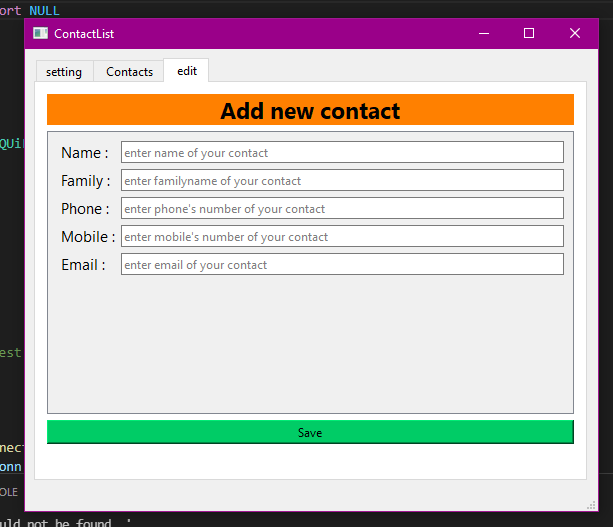 ort NULL
ContactList
setting Contacts edit
Add new contact
Name : enter name of your contact
Family : enter familyname of your contact
Phone : enter phone's number of your contact
Mobile : enter mobile's number of your contact
Email : enter email of your contact
Save
est
nect
onn
OLE
uld not be found. '